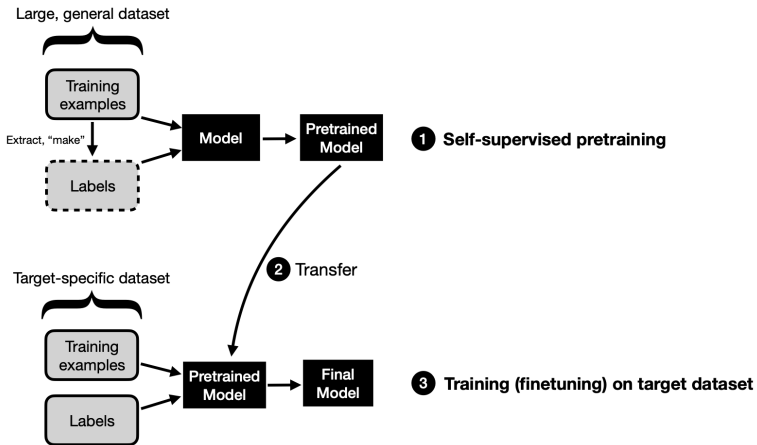 Large, general dataset
Training
examples
Extract, “make”
Labels
Model
Pretrained
Model
1 Self-supervised pretraining
2 Transfer
Target-specific dataset
Training
examples
Labels
Pretrained
Model
Final
Model
3 Training (finetuning) on target dataset